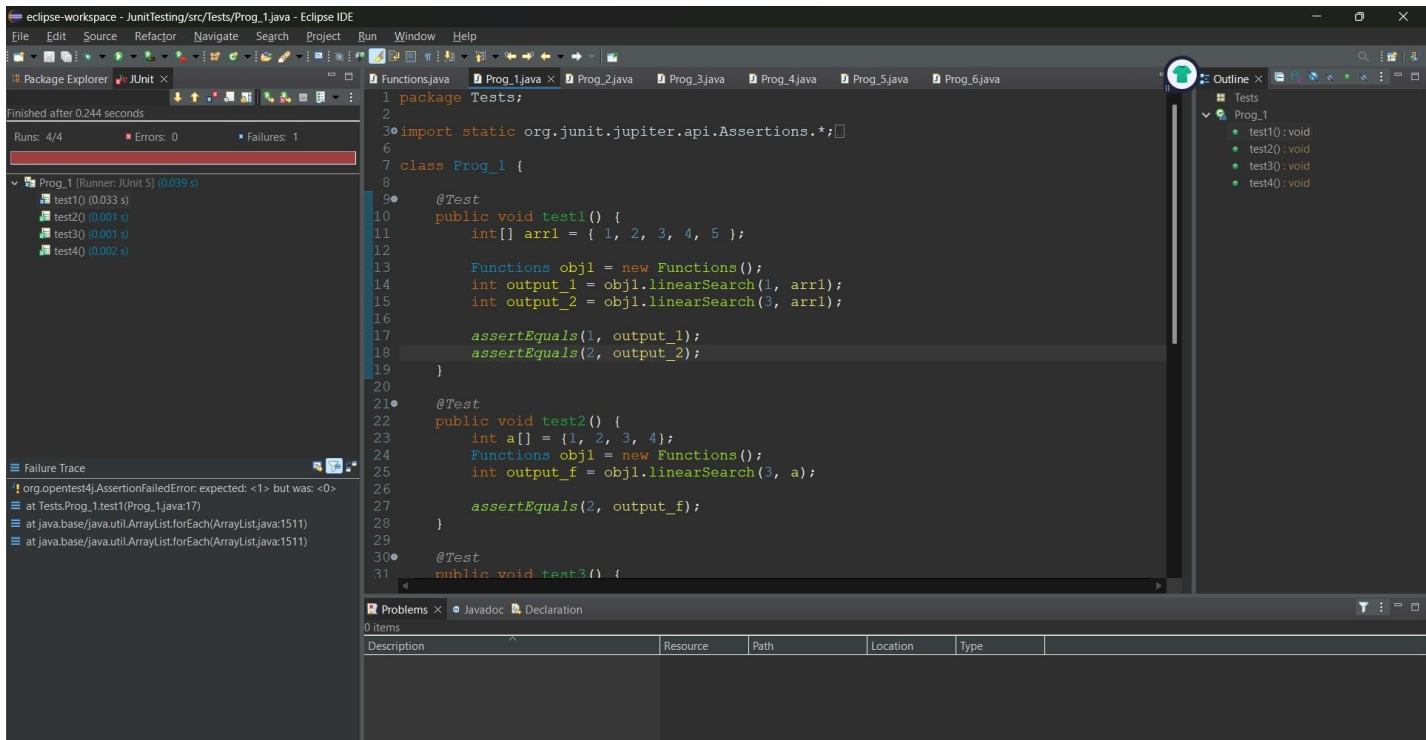 eclipse-workspace - JunitTesting/src/Tests/Prog_1.java - Eclipse IDE
File Edit Source Refactor Navigate Search Project Run Window Help
Package Explorer JUnit
Finished after 0.244 seconds
Runs: 4/4 Errors: 0 Failures: 1
Prog_1 [Runner: JUnit 5] (0.039 s)
test1() (0.033 s)
test2() (0.001 s)
test3() (0.001 s)
test4() (0.002 s)
Failure Trace
org.opentest4j.AssertionFailedError: expected: <1> but was: <0>
at Tests.Prog_1.test1(Prog_1.java:17)
at java.base/java.util.ArrayList.forEach(ArrayList.java:1511)
at java.base/java.util.ArrayList.forEach(ArrayList.java:1511)
Functions.java Prog_1.java Prog_2.java Prog_3.java Prog_4.java Prog_5.java Prog_6.java
1 package Tests;
2
3 import static org.junit.jupiter.api.Assertions.*;
6
7 class Prog_1 {
8
9 @Test
10 public void test1() {
11 int[] arr1 = { 1, 2, 3, 4, 5 };
12
13 Functions obj1 = new Functions();
14 int output_1 = obj1.linearSearch(1, arr1);
15 int output_2 = obj1.linearSearch(3, arr1);
16
17 assertEquals(1, output_1);
18 assertEquals(2, output_2);
19 }
20
21 @Test
22 public void test2() {
23 int a[] = {1, 2, 3, 4};
24 Functions obj1 = new Functions();
25 int output_f = obj1.linearSearch(3, a);
26
27 assertEquals(2, output_f);
28 }
29
30 @Test
31 public void test3() {
Outline
Tests
Prog_1
test1() : void
test2() : void
test3() : void
test4() : void
Problems Javadoc Declaration
0 items
Description Resource Path Location Type